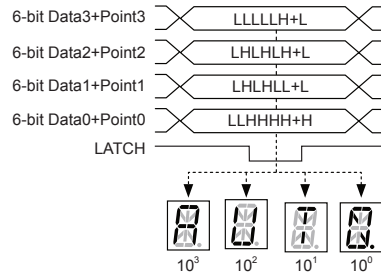 6-bit Data3+Point3 LLLLLH+L
6-bit Data2+Point2 LHLHLH+L
6-bit Data1+Point1 LHLHLL+L
6-bit Data0+Point0 LLHHHH+H
LATCH
A U T O.
10³ 10² 10¹ 10⁰